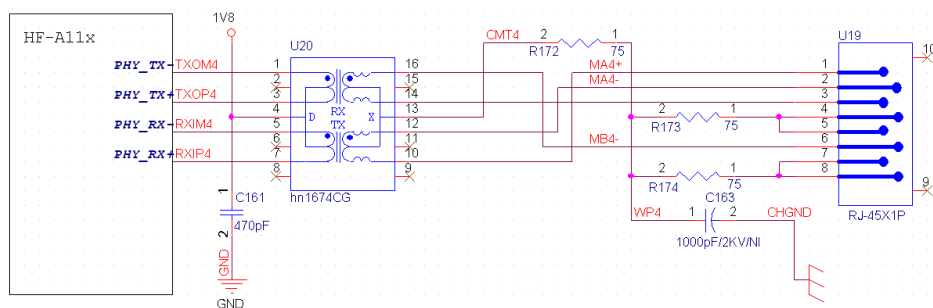 1V8
CMT4
2
1
R172
75
U20
U19
HF-A11x
MA4+
MA4-
10
PHY_TX-
TXOM4
1
16
1
2
15
2
PHY_TX+
TXOP4
3
14
3
4
D
RX
TX
X
13
2
1
4
PHY_RX-
RXIM4
5
12
R173
75
5
6
11
MB4-
6
PHY_RX+
RXIP4
7
10
7
8
9
2
1
8
R174
75
9
1
C161
hn1674CG
C163
RJ-45X1P
WP4
1
2
CHGND
470pF
2
1000pF/2KV/NI
GND
GND